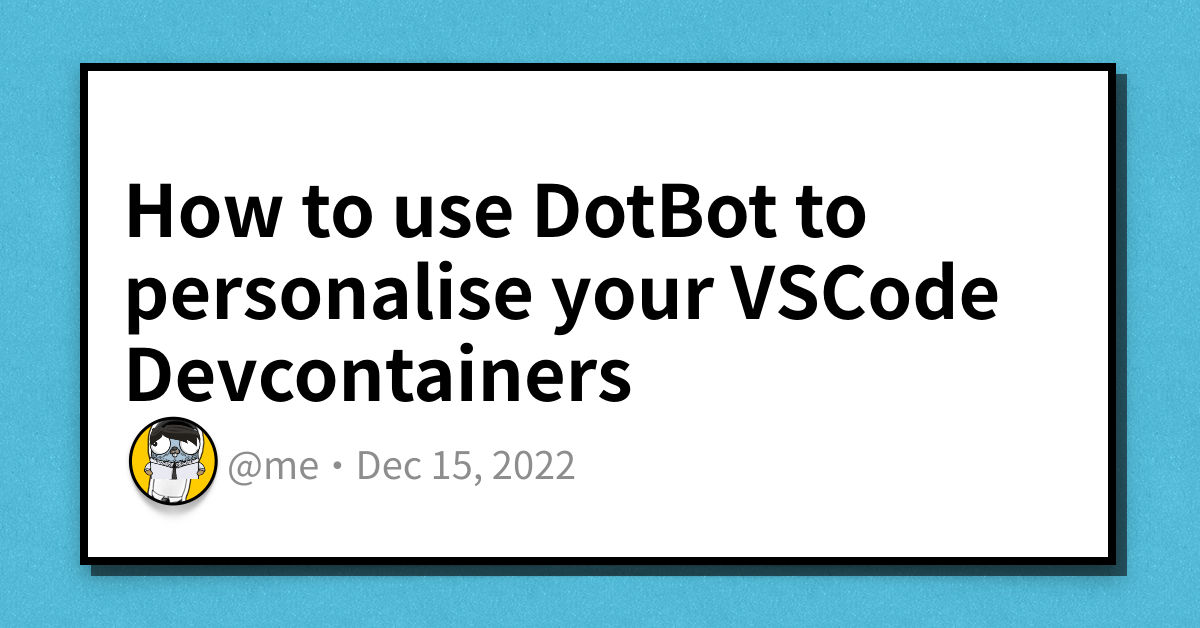 How to use DotBot to
personalise your VSCode
Devcontainers
@me • Dec 15, 2022